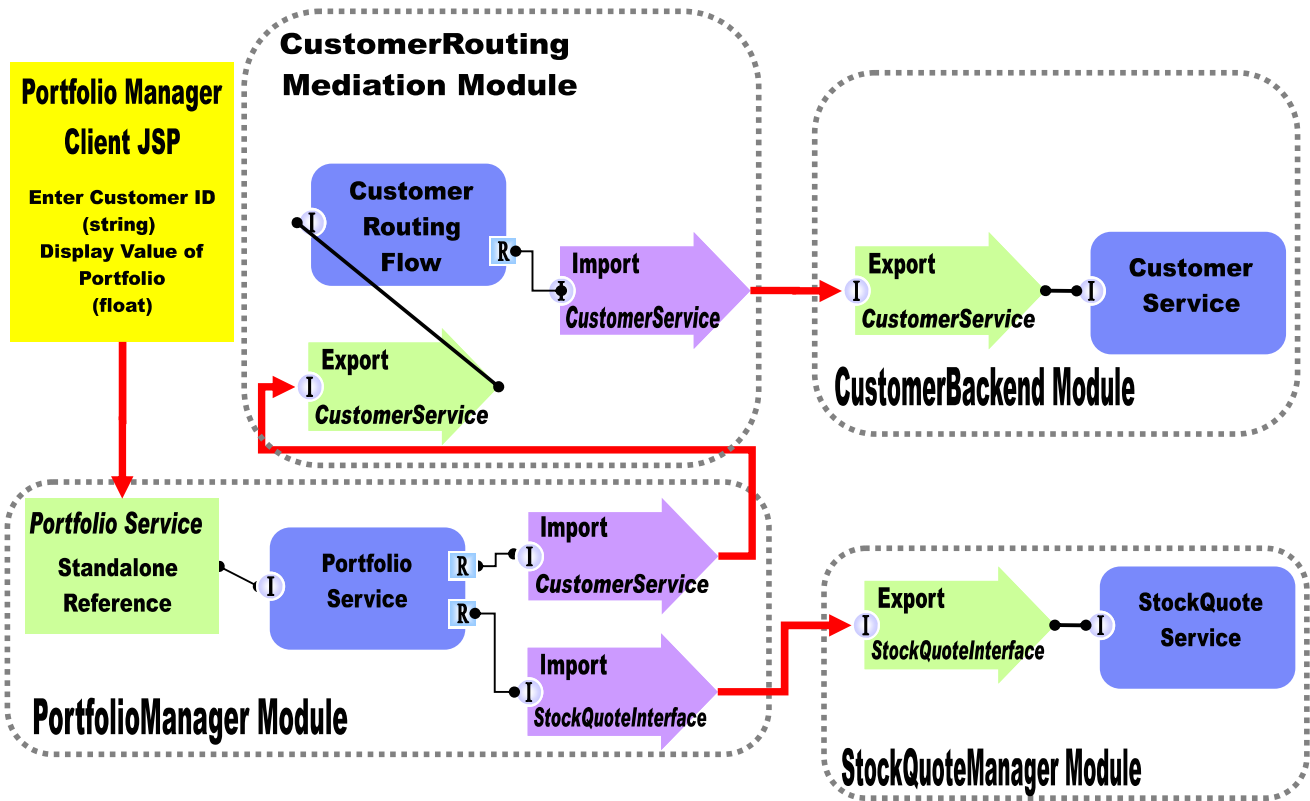 CustomerRouting
Mediation Module
Portfolio Manager
Client JSP
Enter Customer ID
(string)
Display Value of
Portfolio
(float)
I
Customer
Routing
Flow
R
I
Import
CustomerService
I
Export
CustomerService
I
Export
CustomerService
I
Customer
Service
CustomerBackend Module
Portfolio Service
Standalone
Reference
I
Portfolio
Service
R
R
I
Import
CustomerService
I
Import
StockQuoteInterface
PortfolioManager Module
I
Export
StockQuoteInterface
I
StockQuote
Service
StockQuoteManager Module